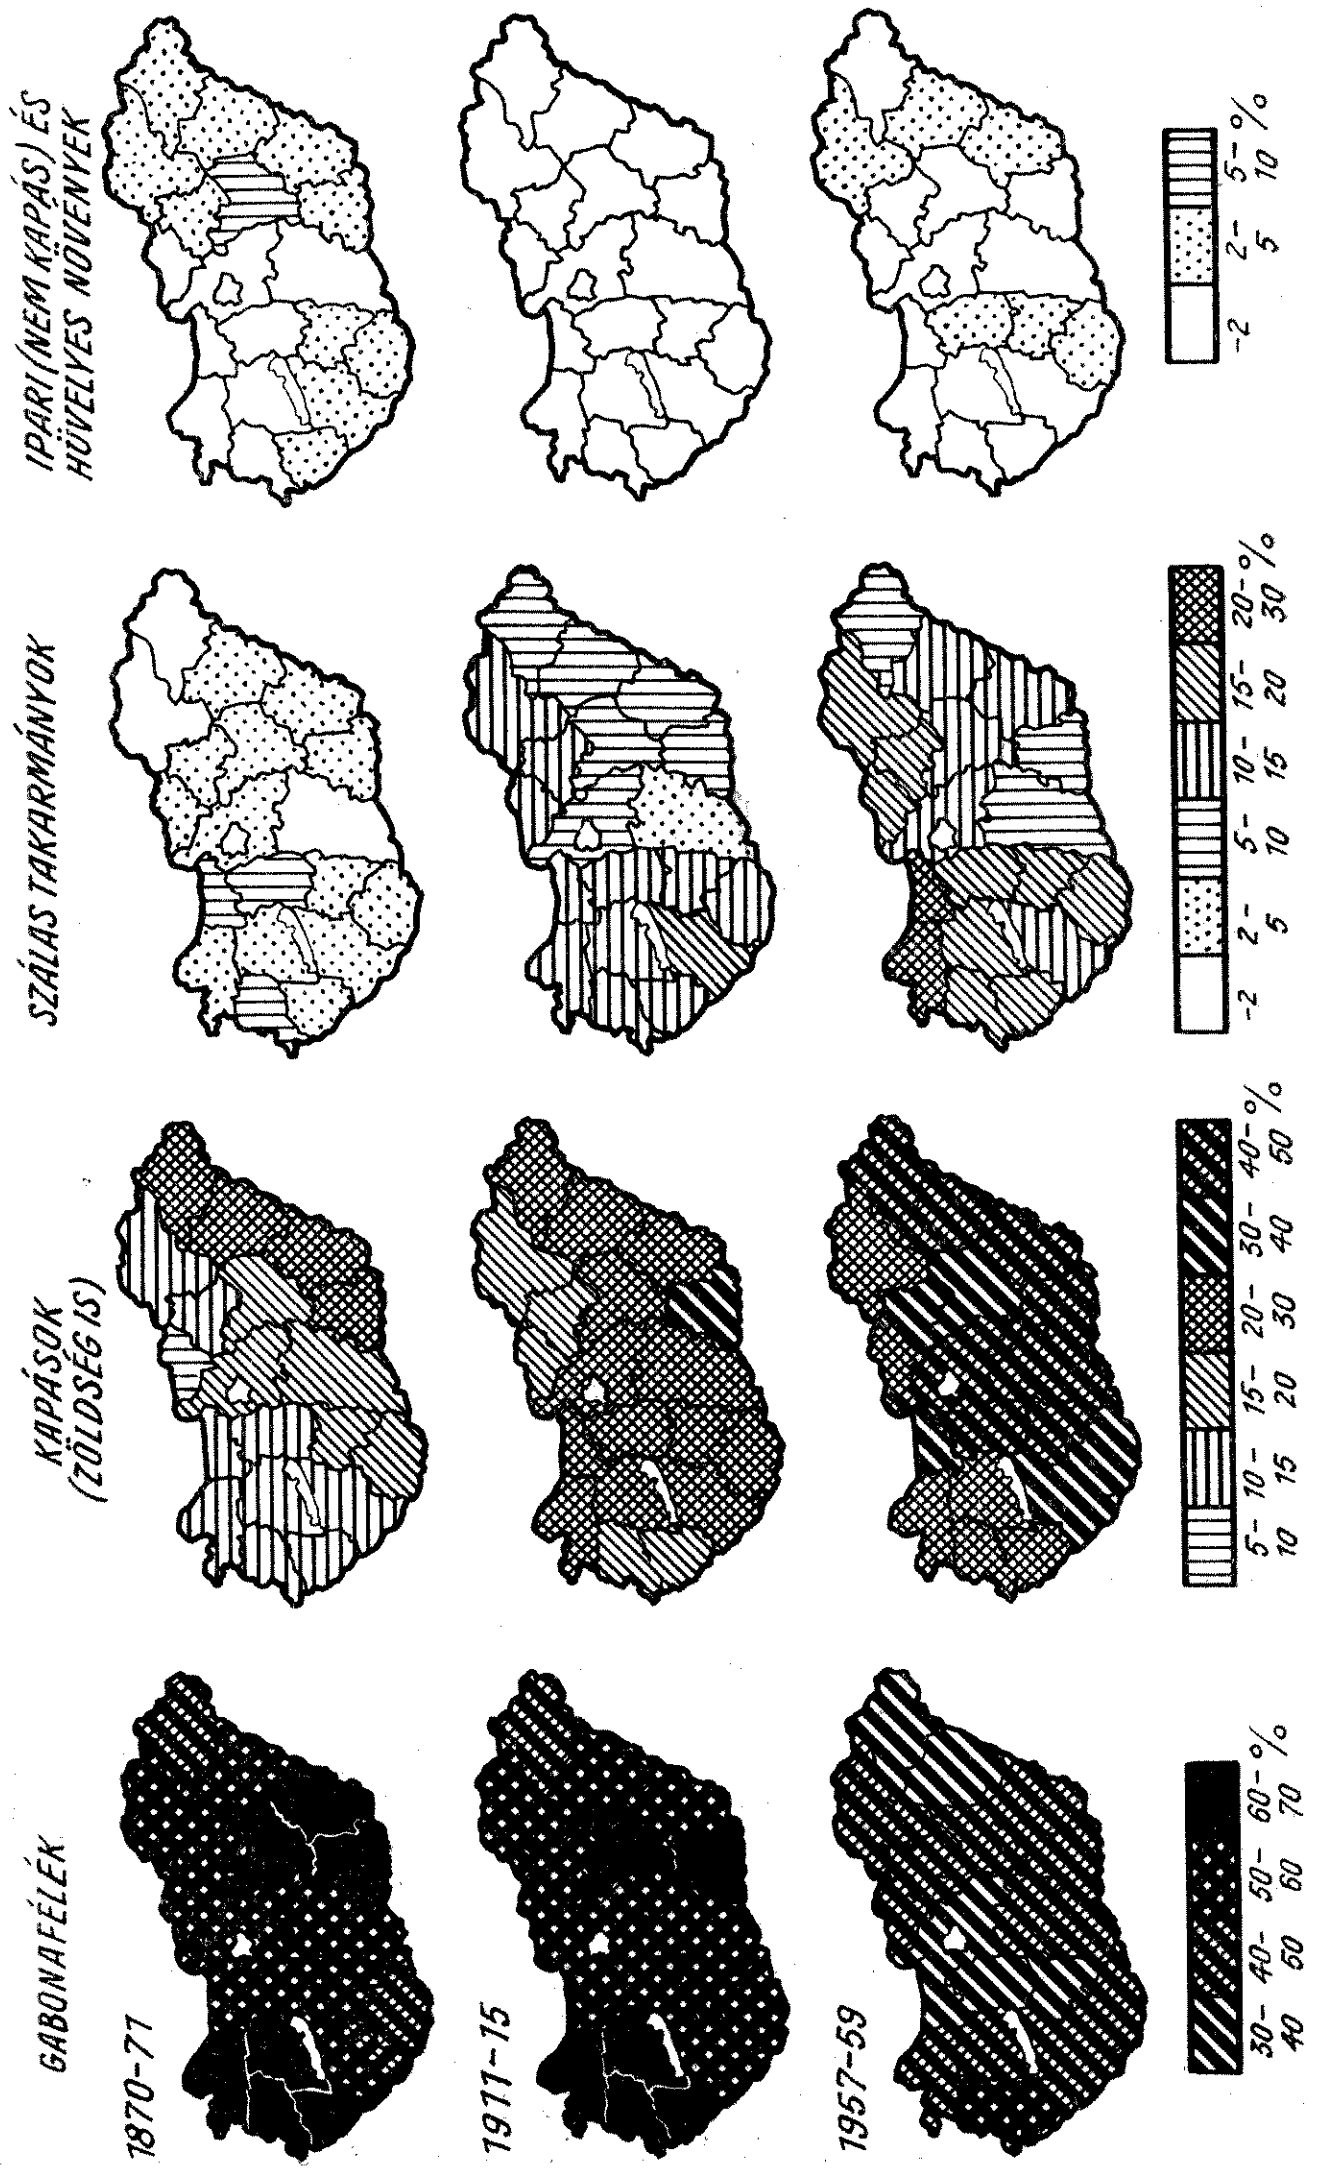 GABONAFÉLÉK
KAPÁSOK
(ZÖLDSÉG IS)
SZÁLAS TAKARMÁNYOK
IPARI (NEM KAPÁS) ÉS
HÜVELYES NÖVÉNYEK
1870-71
1911-15
1957-59
30- 40- 50- 60-%
40 50 60 70
5- 10- 15- 20- 30- 40-%
10 15 20 30 40 50
-2 2- 5- 10- 15- 20-%
5 10 15 20 30
-2 2- 5-%
5 10